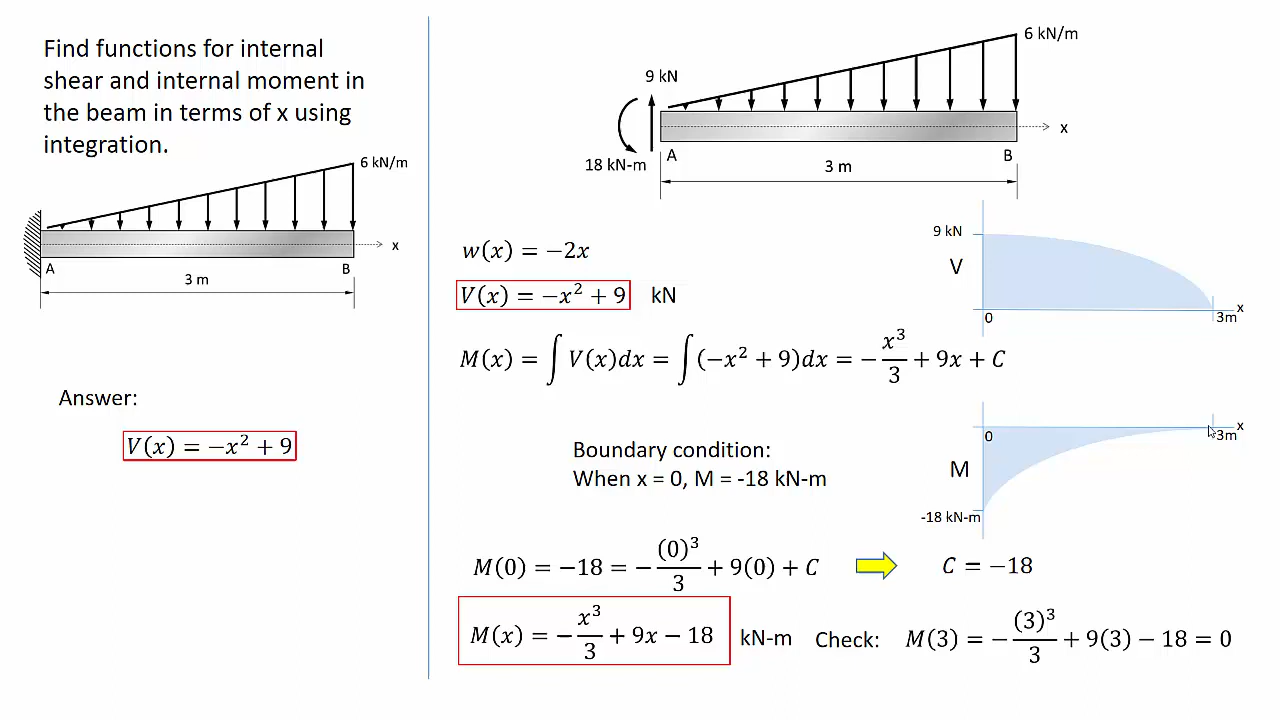 Find functions for internal
shear and internal moment in
the beam in terms of x using
integration.
6 kN/m
x
A
B
3 m
Answer:
V(x) = −x² + 9
6 kN/m
9 kN
18 kN-m
x
A
B
3 m
w(x) = −2x
V(x) = −x² + 9 kN
M(x) = ∫ V(x)dx = ∫ (−x² + 9)dx = −x³/3 + 9x + C
9 kN
V
0
3m
x
Boundary condition:
When x = 0, M = -18 kN-m
0
3m
x
M
-18 kN-m
M(0) = −18 = −(0)³/3 + 9(0) + C
C = −18
M(x) = −x³/3 + 9x − 18 kN-m
Check: M(3) = −(3)³/3 + 9(3) − 18 = 0